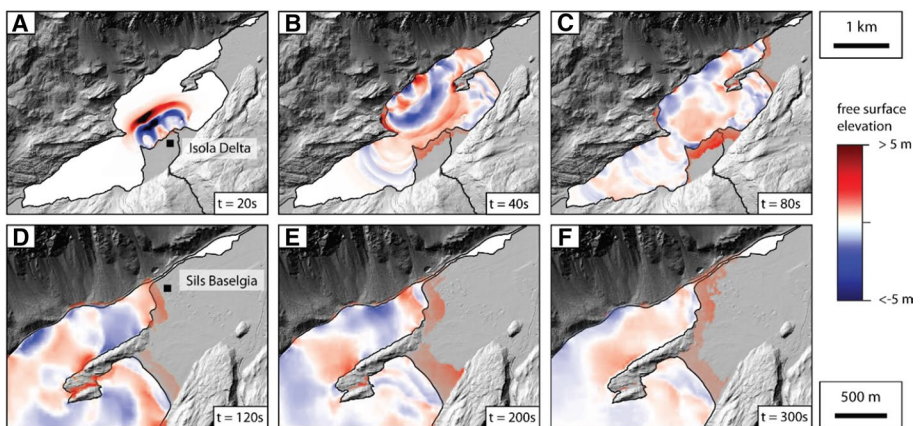 A
B
C
1 km
Isola Delta
t = 20s
t = 40s
t = 80s
free surface
elevation
> 5 m
<-5 m
D
E
F
Sils Baselgia
t = 120s
t = 200s
t = 300s
500 m